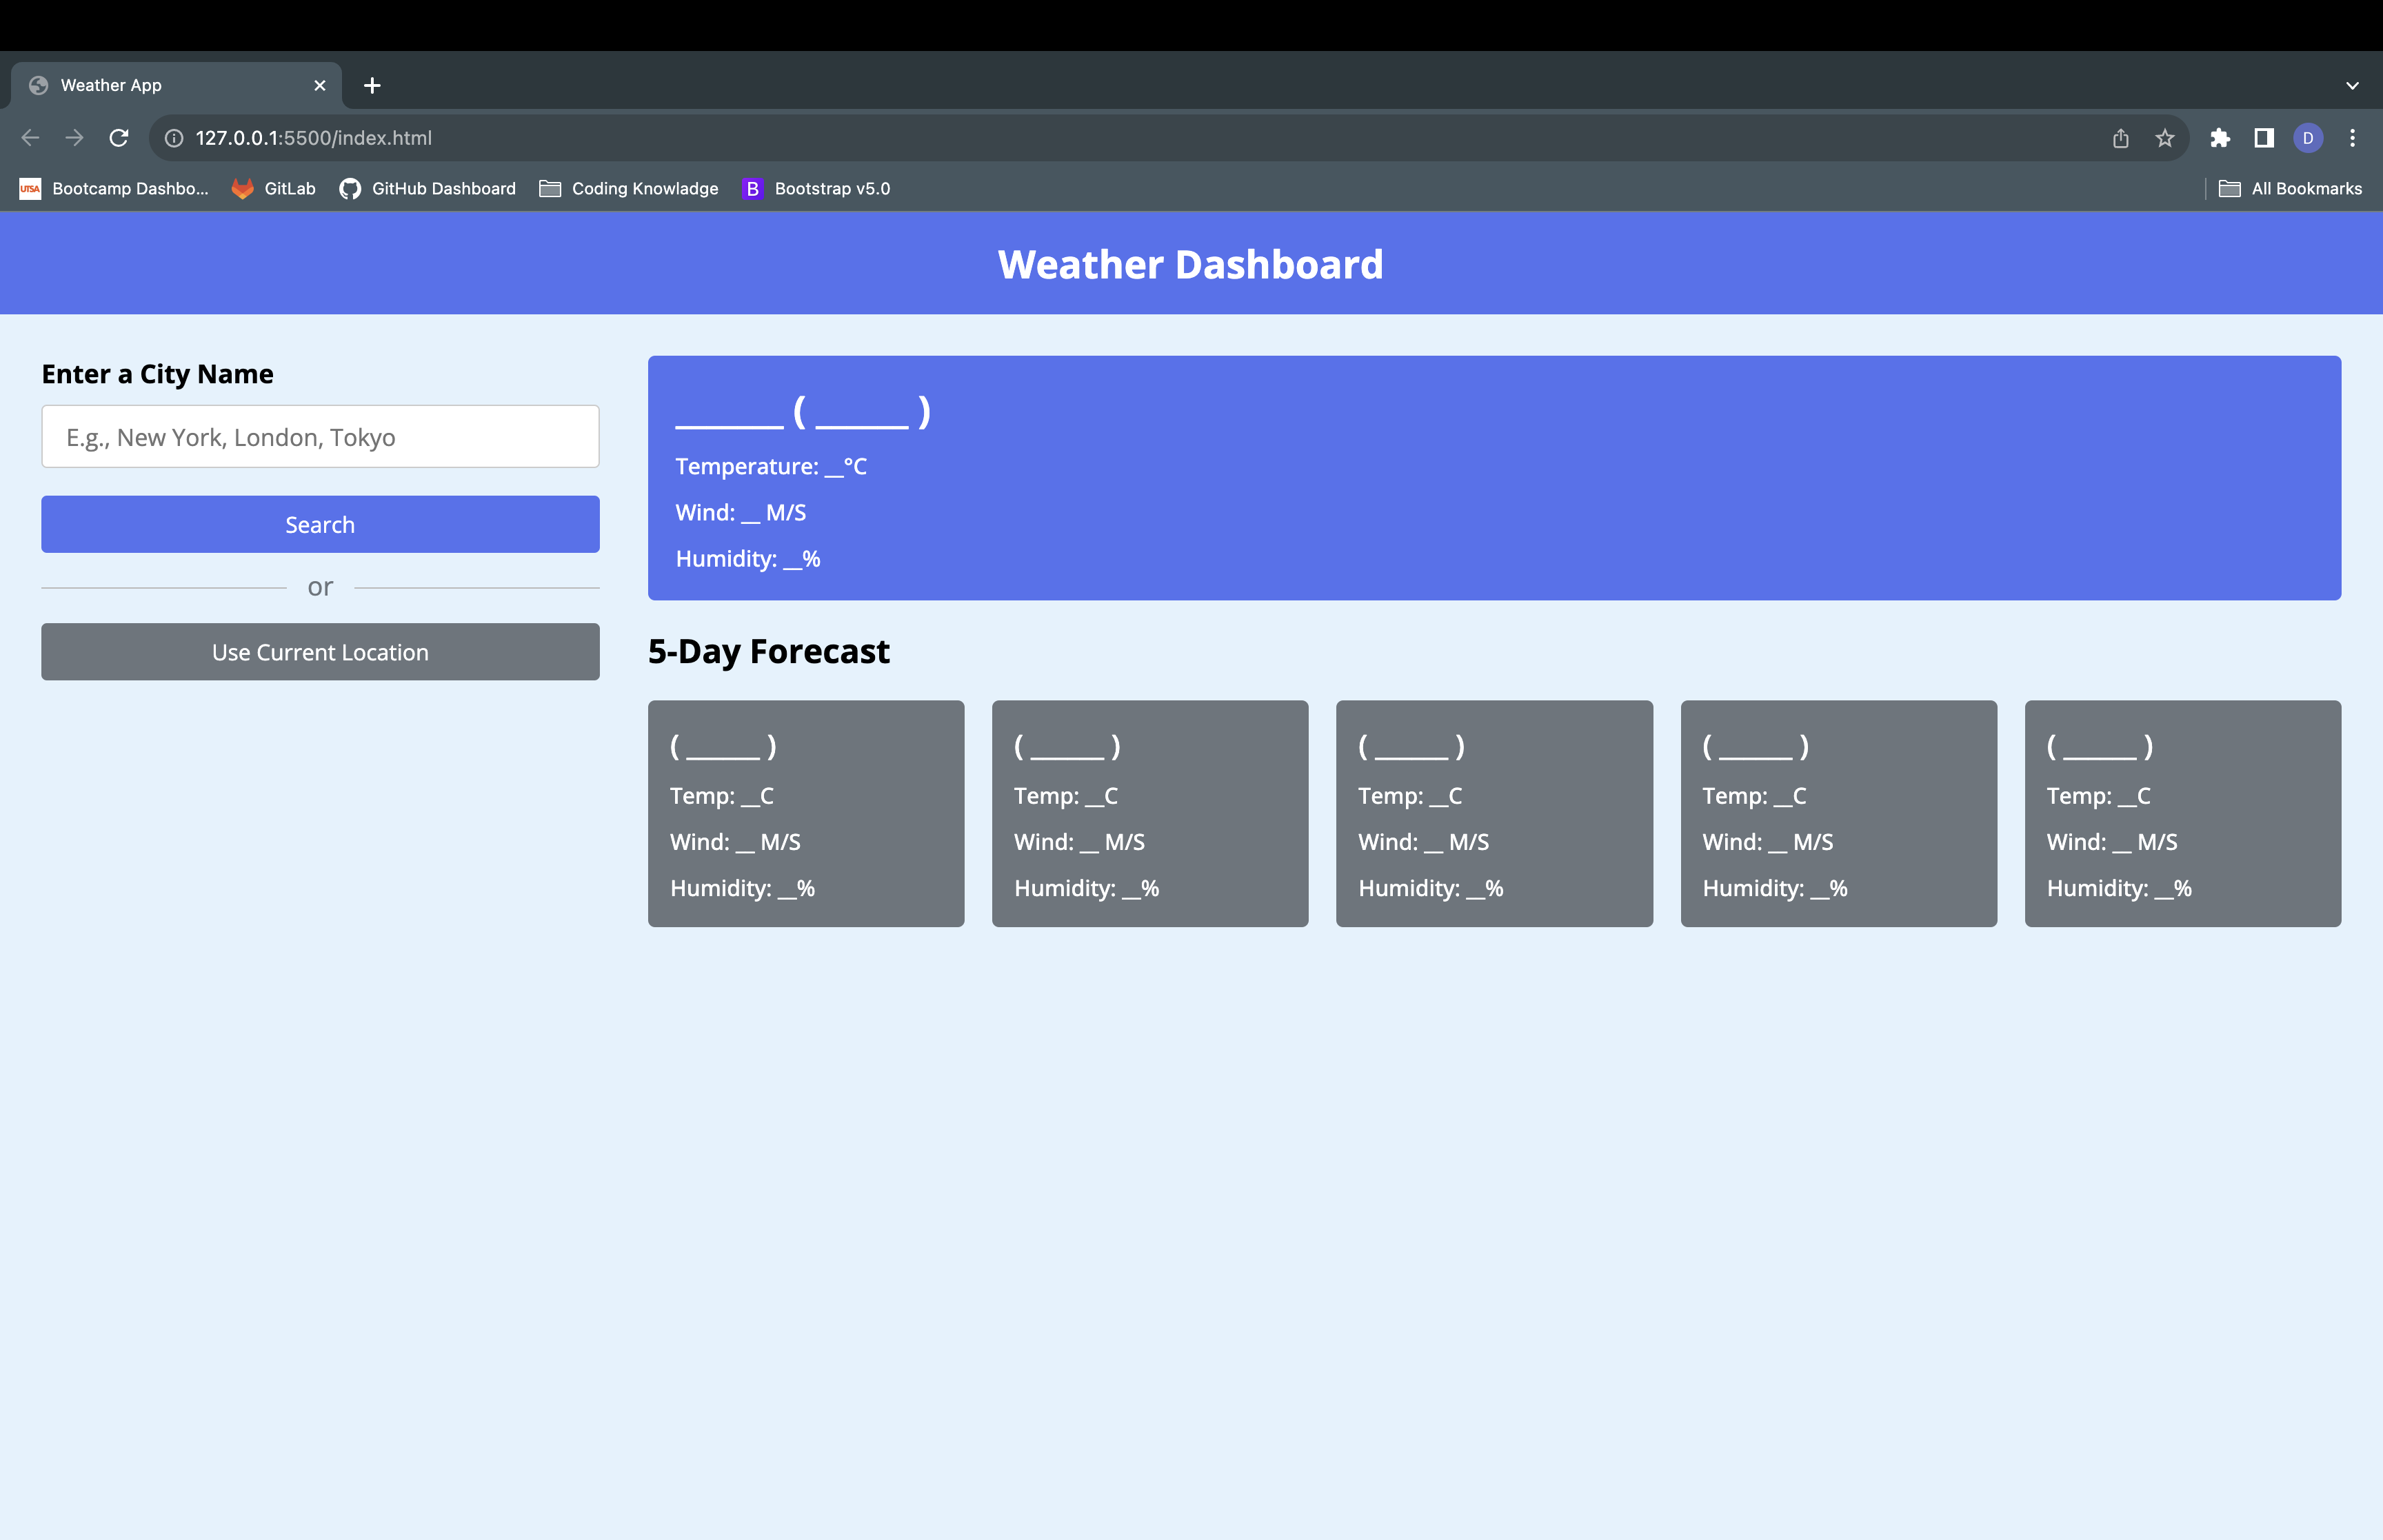 Weather App
127.0.0.1:5500/index.html
UTSA Bootcamp Dashbo... GitLab GitHub Dashboard Coding Knowladge B Bootstrap v5.0 All Bookmarks
D
Weather Dashboard
Enter a City Name
E.g., New York, London, Tokyo
Search
or
Use Current Location
______ ( _____ )
Temperature: __°C
Wind: __ M/S
Humidity: __%
5-Day Forecast
( _____ )
Temp: __C
Wind: __ M/S
Humidity: __%
( _____ )
Temp: __C
Wind: __ M/S
Humidity: __%
( _____ )
Temp: __C
Wind: __ M/S
Humidity: __%
( _____ )
Temp: __C
Wind: __ M/S
Humidity: __%
( _____ )
Temp: __C
Wind: __ M/S
Humidity: __%